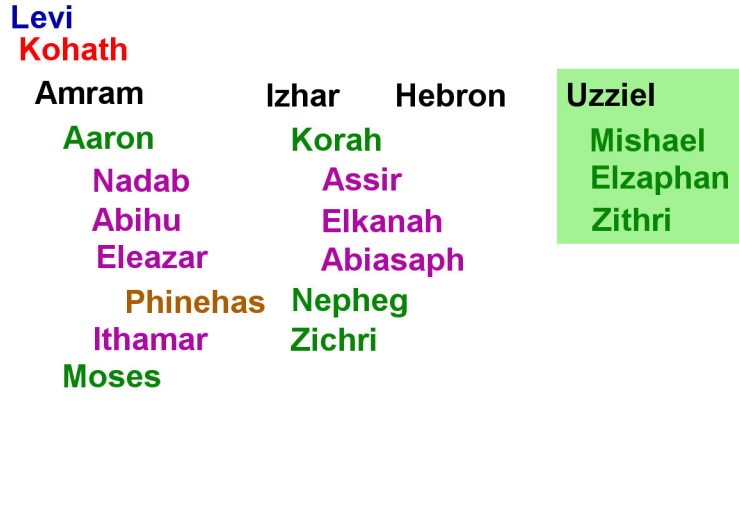 Levi
Kohath
Amram Izhar Hebron Uzziel
Aaron Korah Mishael
Nadab Assir Elzaphan
Abihu Elkanah Zithri
Eleazar Abiasaph
Phinehas Nepheg
Ithamar Zichri
Moses